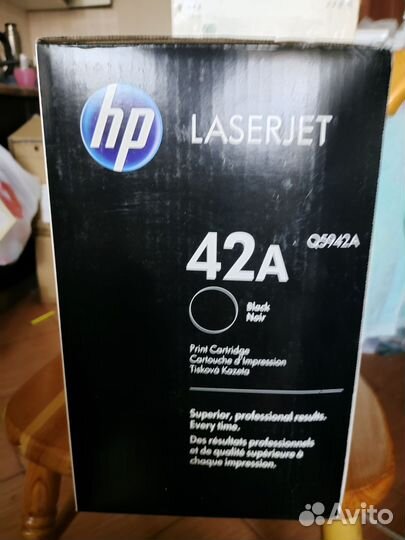 hp
LASERJET
42A
Q5942A
Black
Noir
Print Cartridge
Cartouche d'impression
Tisková Kazeta
Superior, professional results.
Every time.
Des résultats professionnels
et de qualité supérieure à
chaque impression.
Avito